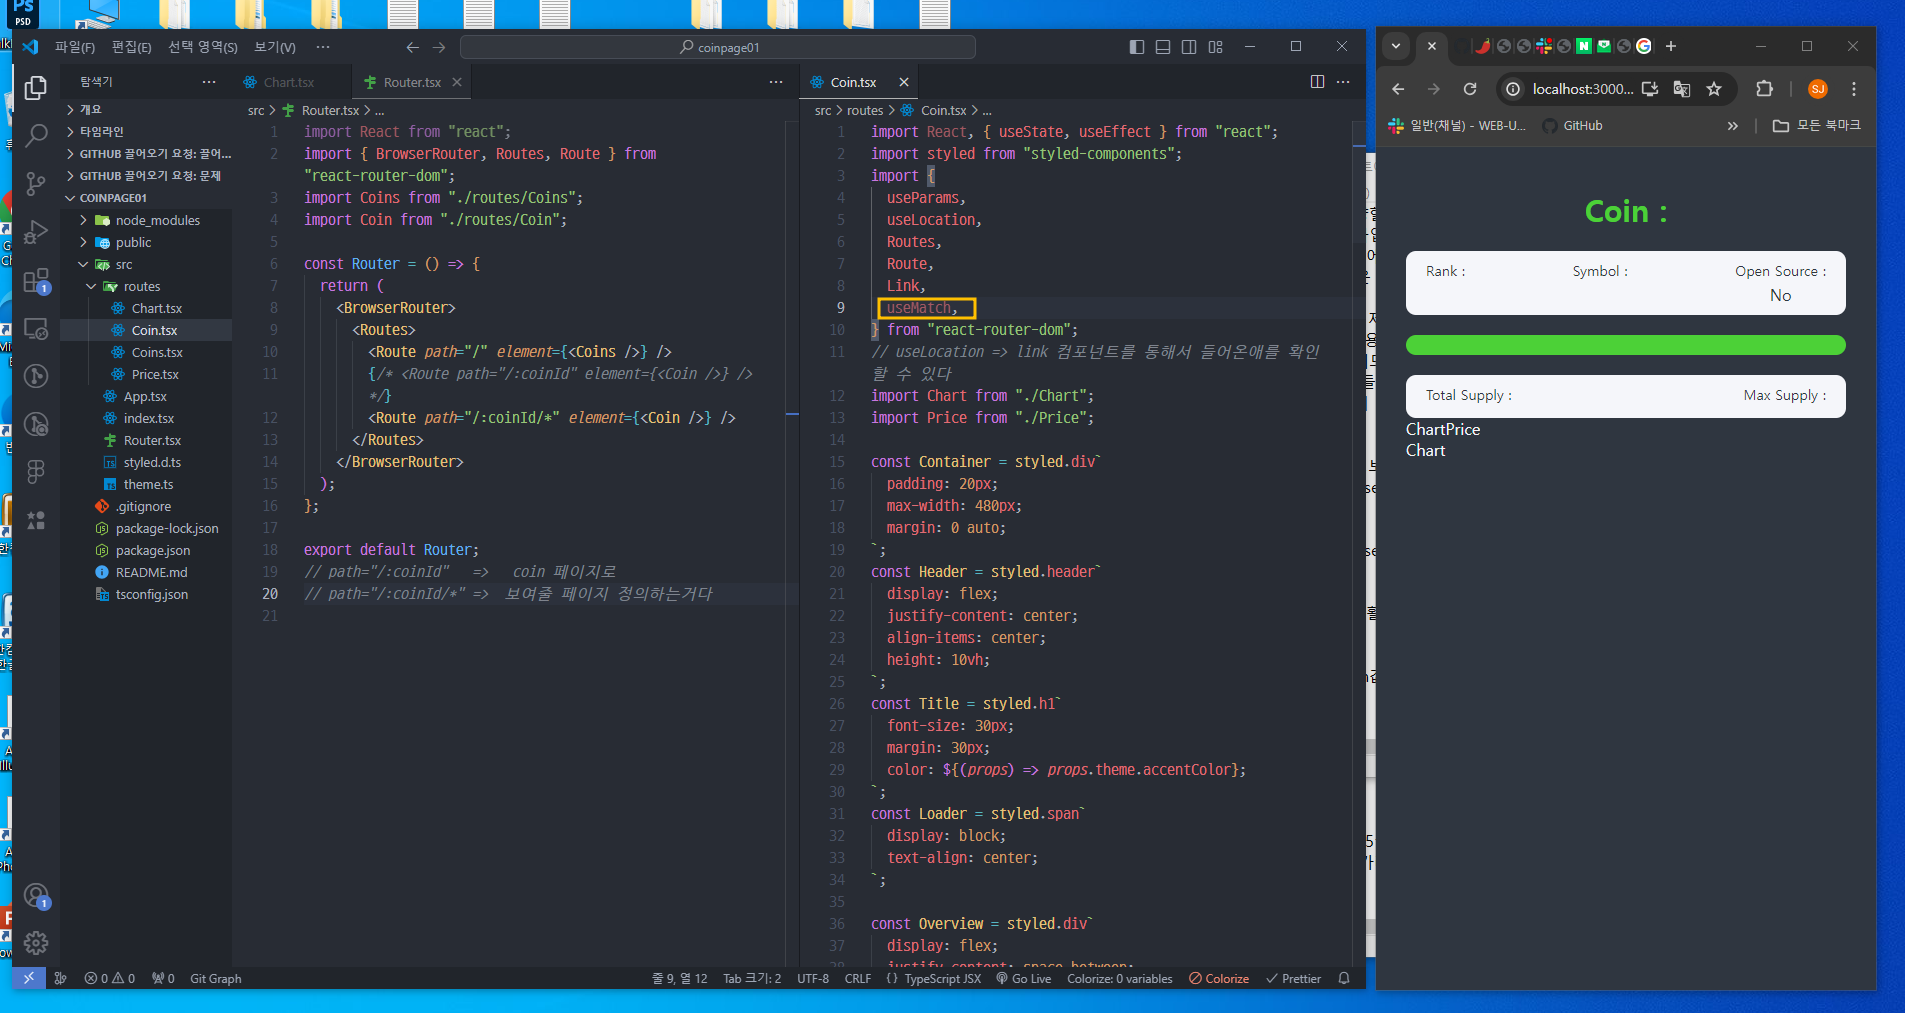 PSD
파일(F) 편집(E) 선택 영역(S) 보기(V) ···
coinpage01
탐색기
개요
타임라인
GITHUB 끌어오기 요청: 끌어...
GITHUB 끌어오기 요청: 문제
COINPAGE01
node_modules
public
src
routes
Chart.tsx
Coin.tsx
Coins.tsx
Price.tsx
App.tsx
index.tsx
Router.tsx
styled.d.ts
theme.ts
.gitignore
package-lock.json
package.json
README.md
tsconfig.json
Chart.tsx Router.tsx
src > Router.tsx > ...
1 import React from "react";
2 import { BrowserRouter, Routes, Route } from
"react-router-dom";
3 import Coins from "./routes/Coins";
4 import Coin from "./routes/Coin";
5
6 const Router = () => {
7 return (
8 <BrowserRouter>
9 <Routes>
10 <Route path="/" element={<Coins />} />
11 {/* <Route path="/:coinId" element={<Coin />} />
*/}
12 <Route path="/:coinId/*" element={<Coin />} />
13 </Routes>
14 </BrowserRouter>
15 );
16 };
17
18 export default Router;
19 // path="/:coinId" => coin 페이지로
20 // path="/:coinId/*" => 보여줄 페이지 정의하는거다
21
Coin.tsx
src > routes > Coin.tsx > ...
1 import React, { useState, useEffect } from "react";
2 import styled from "styled-components";
3 import {
4 useParams,
5 useLocation,
6 Routes,
7 Route,
8 Link,
9 useMatch,
10 } from "react-router-dom";
11 // useLocation => link 컴포넌트를 통해서 들어온애를 확인
할 수 있다
12 import Chart from "./Chart";
13 import Price from "./Price";
14
15 const Container = styled.div`
16 padding: 20px;
17 max-width: 480px;
18 margin: 0 auto;
19 `;
20 const Header = styled.header`
21 display: flex;
22 justify-content: center;
23 align-items: center;
24 height: 10vh;
25 `;
26 const Title = styled.h1`
27 font-size: 30px;
28 margin: 30px;
29 color: ${(props) => props.theme.accentColor};
30 `;
31 const Loader = styled.span`
32 display: block;
33 text-align: center;
34 `;
35
36 const Overview = styled.div`
37 display: flex;
38 justify-content: space-between;
0 0 0 Git Graph
줄 9, 열 12 Tab 크기: 2 UTF-8 CRLF {} TypeScript JSX Go Live Colorize: 0 variables Colorize Prettier
localhost:3000...
SJ
일반(채널) - WEB-U... GitHub » 모든 북마크
Coin :
Rank : Symbol : Open Source :
No
Total Supply : Max Supply :
ChartPrice
Chart